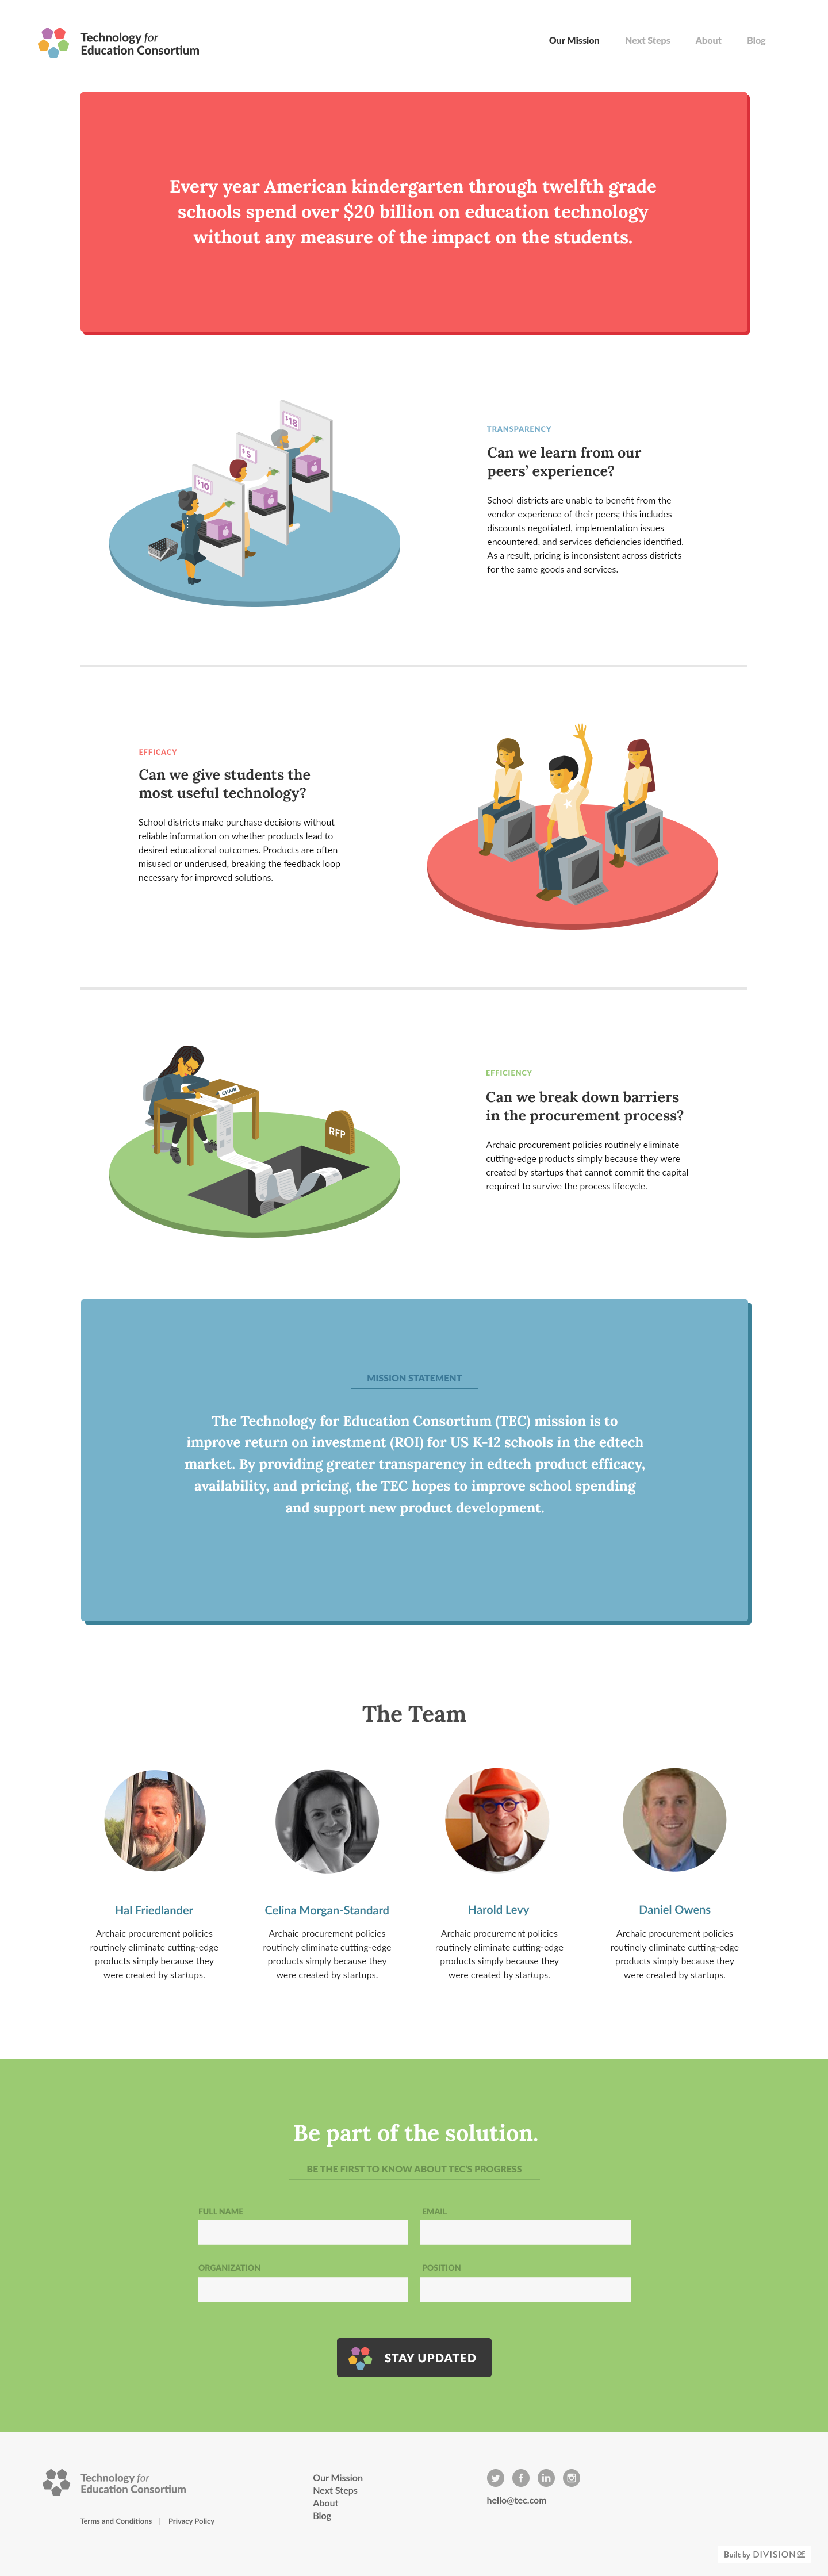 Technology for
Education Consortium
Our Mission
Next Steps
About
Blog
Every year American kindergarten through twelfth grade
schools spend over $20 billion on education technology
without any measure of the impact on the students.
$18
$5
$10
TRANSPARENCY
Can we learn from our
peers’ experience?
School districts are unable to benefit from the
vendor experience of their peers; this includes
discounts negotiated, implementation issues
encountered, and services deficiencies identified.
As a result, pricing is inconsistent across districts
for the same goods and services.
EFFICACY
Can we give students the
most useful technology?
School districts make purchase decisions without
reliable information on whether products lead to
desired educational outcomes. Products are often
misused or underused, breaking the feedback loop
necessary for improved solutions.
CHAIR
RFP
EFFICIENCY
Can we break down barriers
in the procurement process?
Archaic procurement policies routinely eliminate
cutting-edge products simply because they were
created by startups that cannot commit the capital
required to survive the process lifecycle.
MISSION STATEMENT
The Technology for Education Consortium (TEC) mission is to
improve return on investment (ROI) for US K-12 schools in the edtech
market. By providing greater transparency in edtech product efficacy,
availability, and pricing, the TEC hopes to improve school spending
and support new product development.
The Team
Hal Friedlander
Archaic procurement policies
routinely eliminate cutting-edge
products simply because they
were created by startups.
Celina Morgan-Standard
Archaic procurement policies
routinely eliminate cutting-edge
products simply because they
were created by startups.
Harold Levy
Archaic procurement policies
routinely eliminate cutting-edge
products simply because they
were created by startups.
Daniel Owens
Archaic procurement policies
routinely eliminate cutting-edge
products simply because they
were created by startups.
Be part of the solution.
BE THE FIRST TO KNOW ABOUT TEC'S PROGRESS
FULL NAME
EMAIL
ORGANIZATION
POSITION
STAY UPDATED
Technology for
Education Consortium
Terms and Conditions | Privacy Policy
Our Mission
Next Steps
About
Blog
hello@tec.com
Built by DIVISION OF